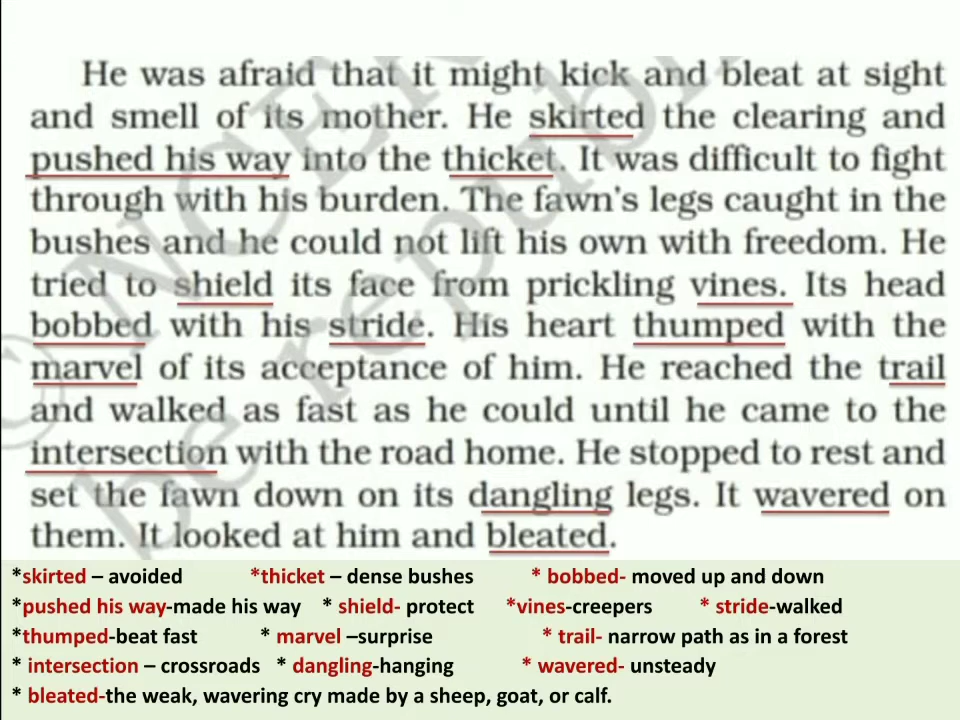 He was afraid that it might kick and bleat at sight
and smell of its mother. He skirted the clearing and
pushed his way into the thicket. It was difficult to fight
through with his burden. The fawn's legs caught in the
bushes and he could not lift his own with freedom. He
tried to shield its face from prickling vines. Its head
bobbed with his stride. His heart thumped with the
marvel of its acceptance of him. He reached the trail
and walked as fast as he could until he came to the
intersection with the road home. He stopped to rest and
set the fawn down on its dangling legs. It wavered on
them. It looked at him and bleated.
*skirted – avoided *thicket – dense bushes * bobbed- moved up and down
*pushed his way-made his way * shield- protect *vines-creepers * stride-walked
*thumped-beat fast * marvel –surprise * trail- narrow path as in a forest
* intersection – crossroads * dangling-hanging * wavered- unsteady
* bleated-the weak, wavering cry made by a sheep, goat, or calf.
© NCERT
be republi